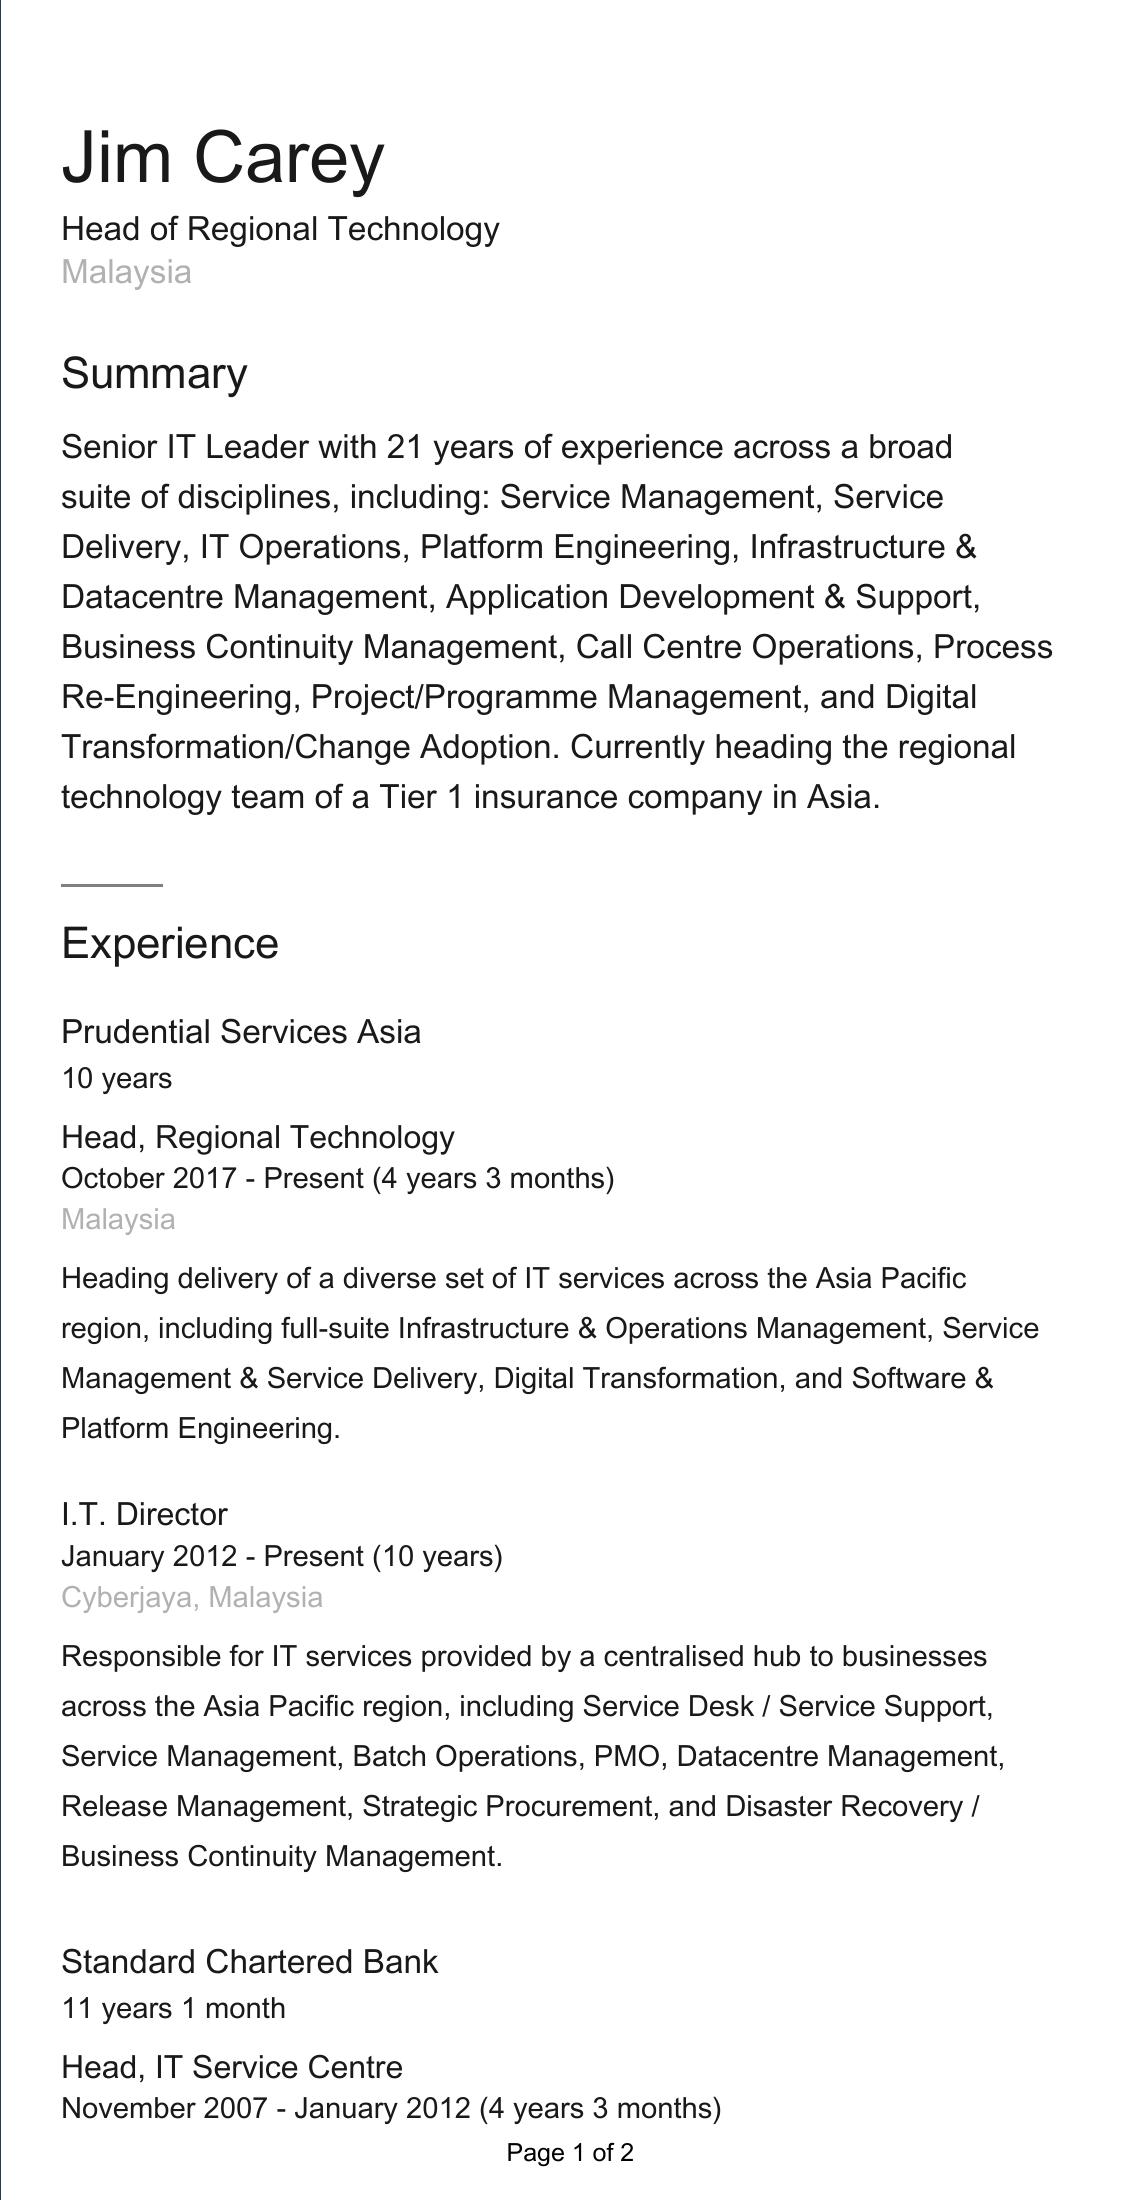 Jim Carey
Head of Regional Technology
Malaysia
Summary
Senior IT Leader with 21 years of experience across a broad
suite of disciplines, including: Service Management, Service
Delivery, IT Operations, Platform Engineering, Infrastructure &
Datacentre Management, Application Development & Support,
Business Continuity Management, Call Centre Operations, Process
Re-Engineering, Project/Programme Management, and Digital
Transformation/Change Adoption. Currently heading the regional
technology team of a Tier 1 insurance company in Asia.
Experience
Prudential Services Asia
10 years
Head, Regional Technology
October 2017 - Present (4 years 3 months)
Malaysia
Heading delivery of a diverse set of IT services across the Asia Pacific
region, including full-suite Infrastructure & Operations Management, Service
Management & Service Delivery, Digital Transformation, and Software &
Platform Engineering.
I.T. Director
January 2012 - Present (10 years)
Cyberjaya, Malaysia
Responsible for IT services provided by a centralised hub to businesses
across the Asia Pacific region, including Service Desk / Service Support,
Service Management, Batch Operations, PMO, Datacentre Management,
Release Management, Strategic Procurement, and Disaster Recovery /
Business Continuity Management.
Standard Chartered Bank
11 years 1 month
Head, IT Service Centre
November 2007 - January 2012 (4 years 3 months)
Page 1 of 2